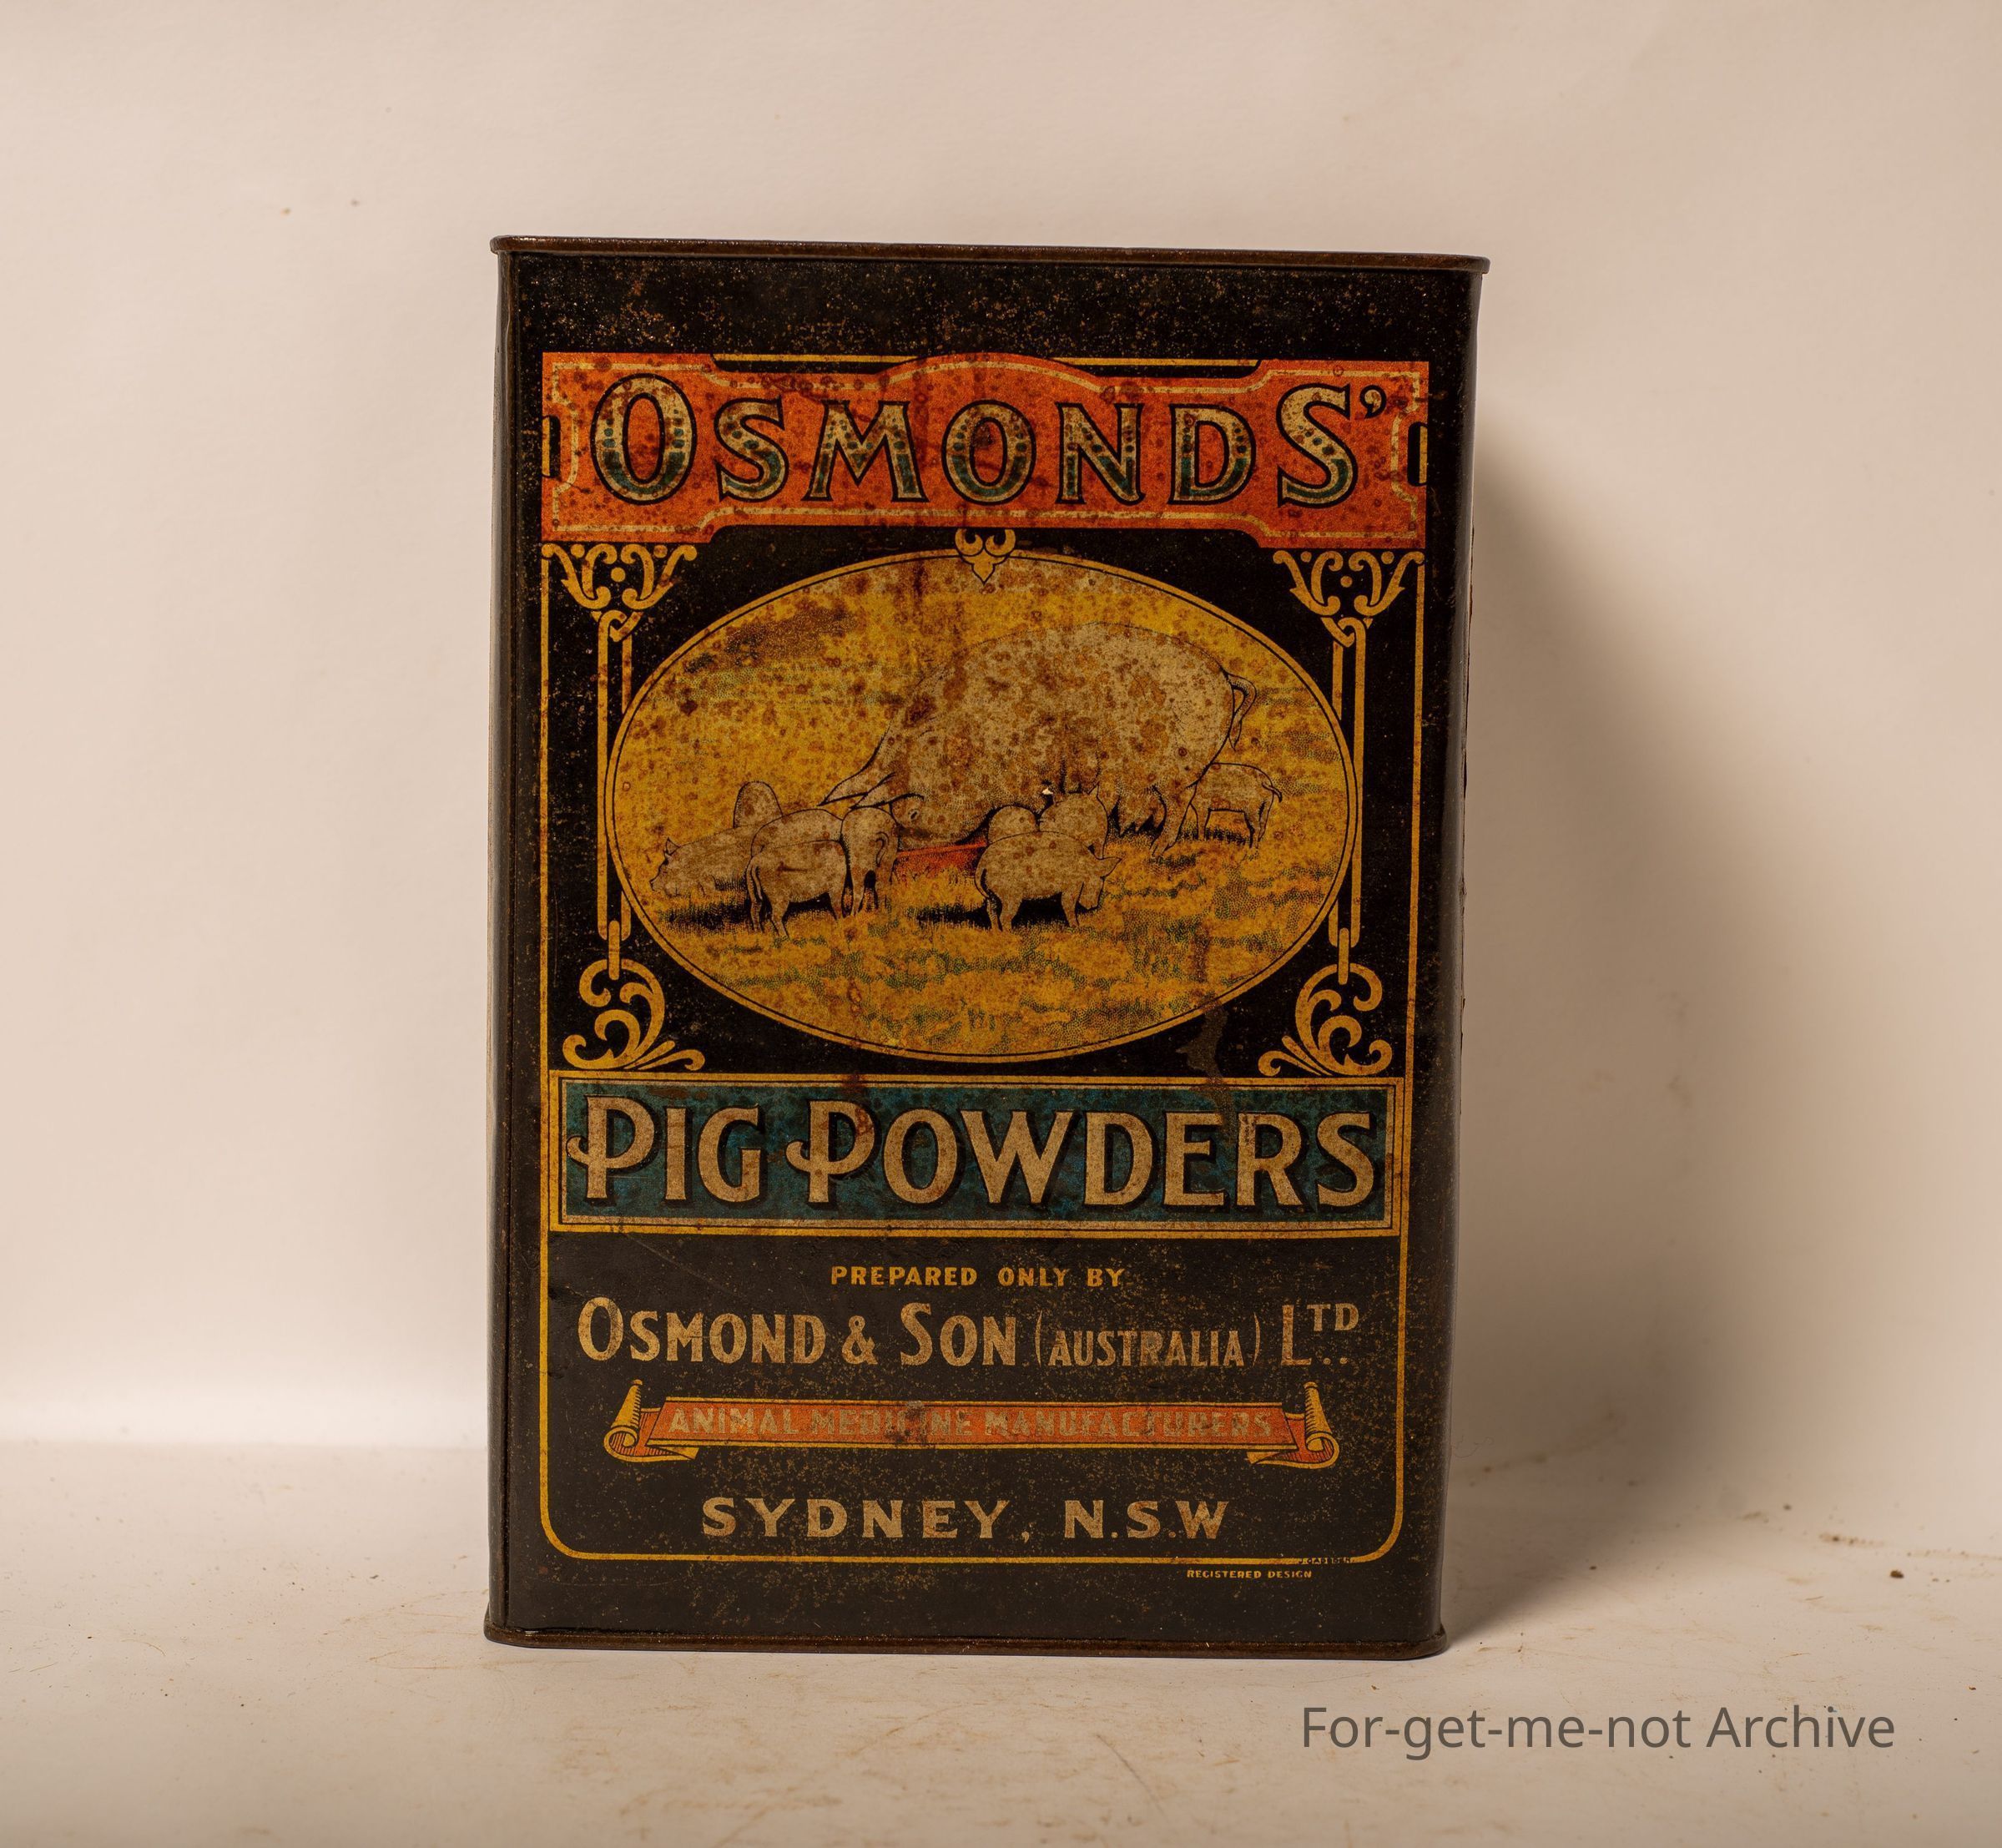 OSMONDS'
PIG POWDERS
PREPARED ONLY BY
OSMOND & SON (AUSTRALIA) LTD.
ANIMAL MEDICINE MANUFACTURERS
SYDNEY, N.S.W
REGISTERED DESIGN
For-get-me-not Archive